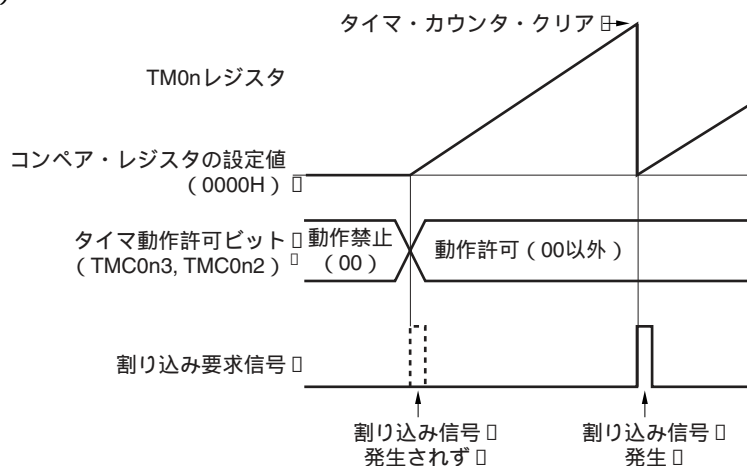 )
タイマ・カウンタ・クリア
TM0nレジスタ
コンペア・レジスタの設定値
（0000H）
タイマ動作許可ビット
（TMC0n3, TMC0n2）
動作禁止
（00）
動作許可（00以外）
割り込み要求信号
割り込み信号
発生されず
割り込み信号
発生